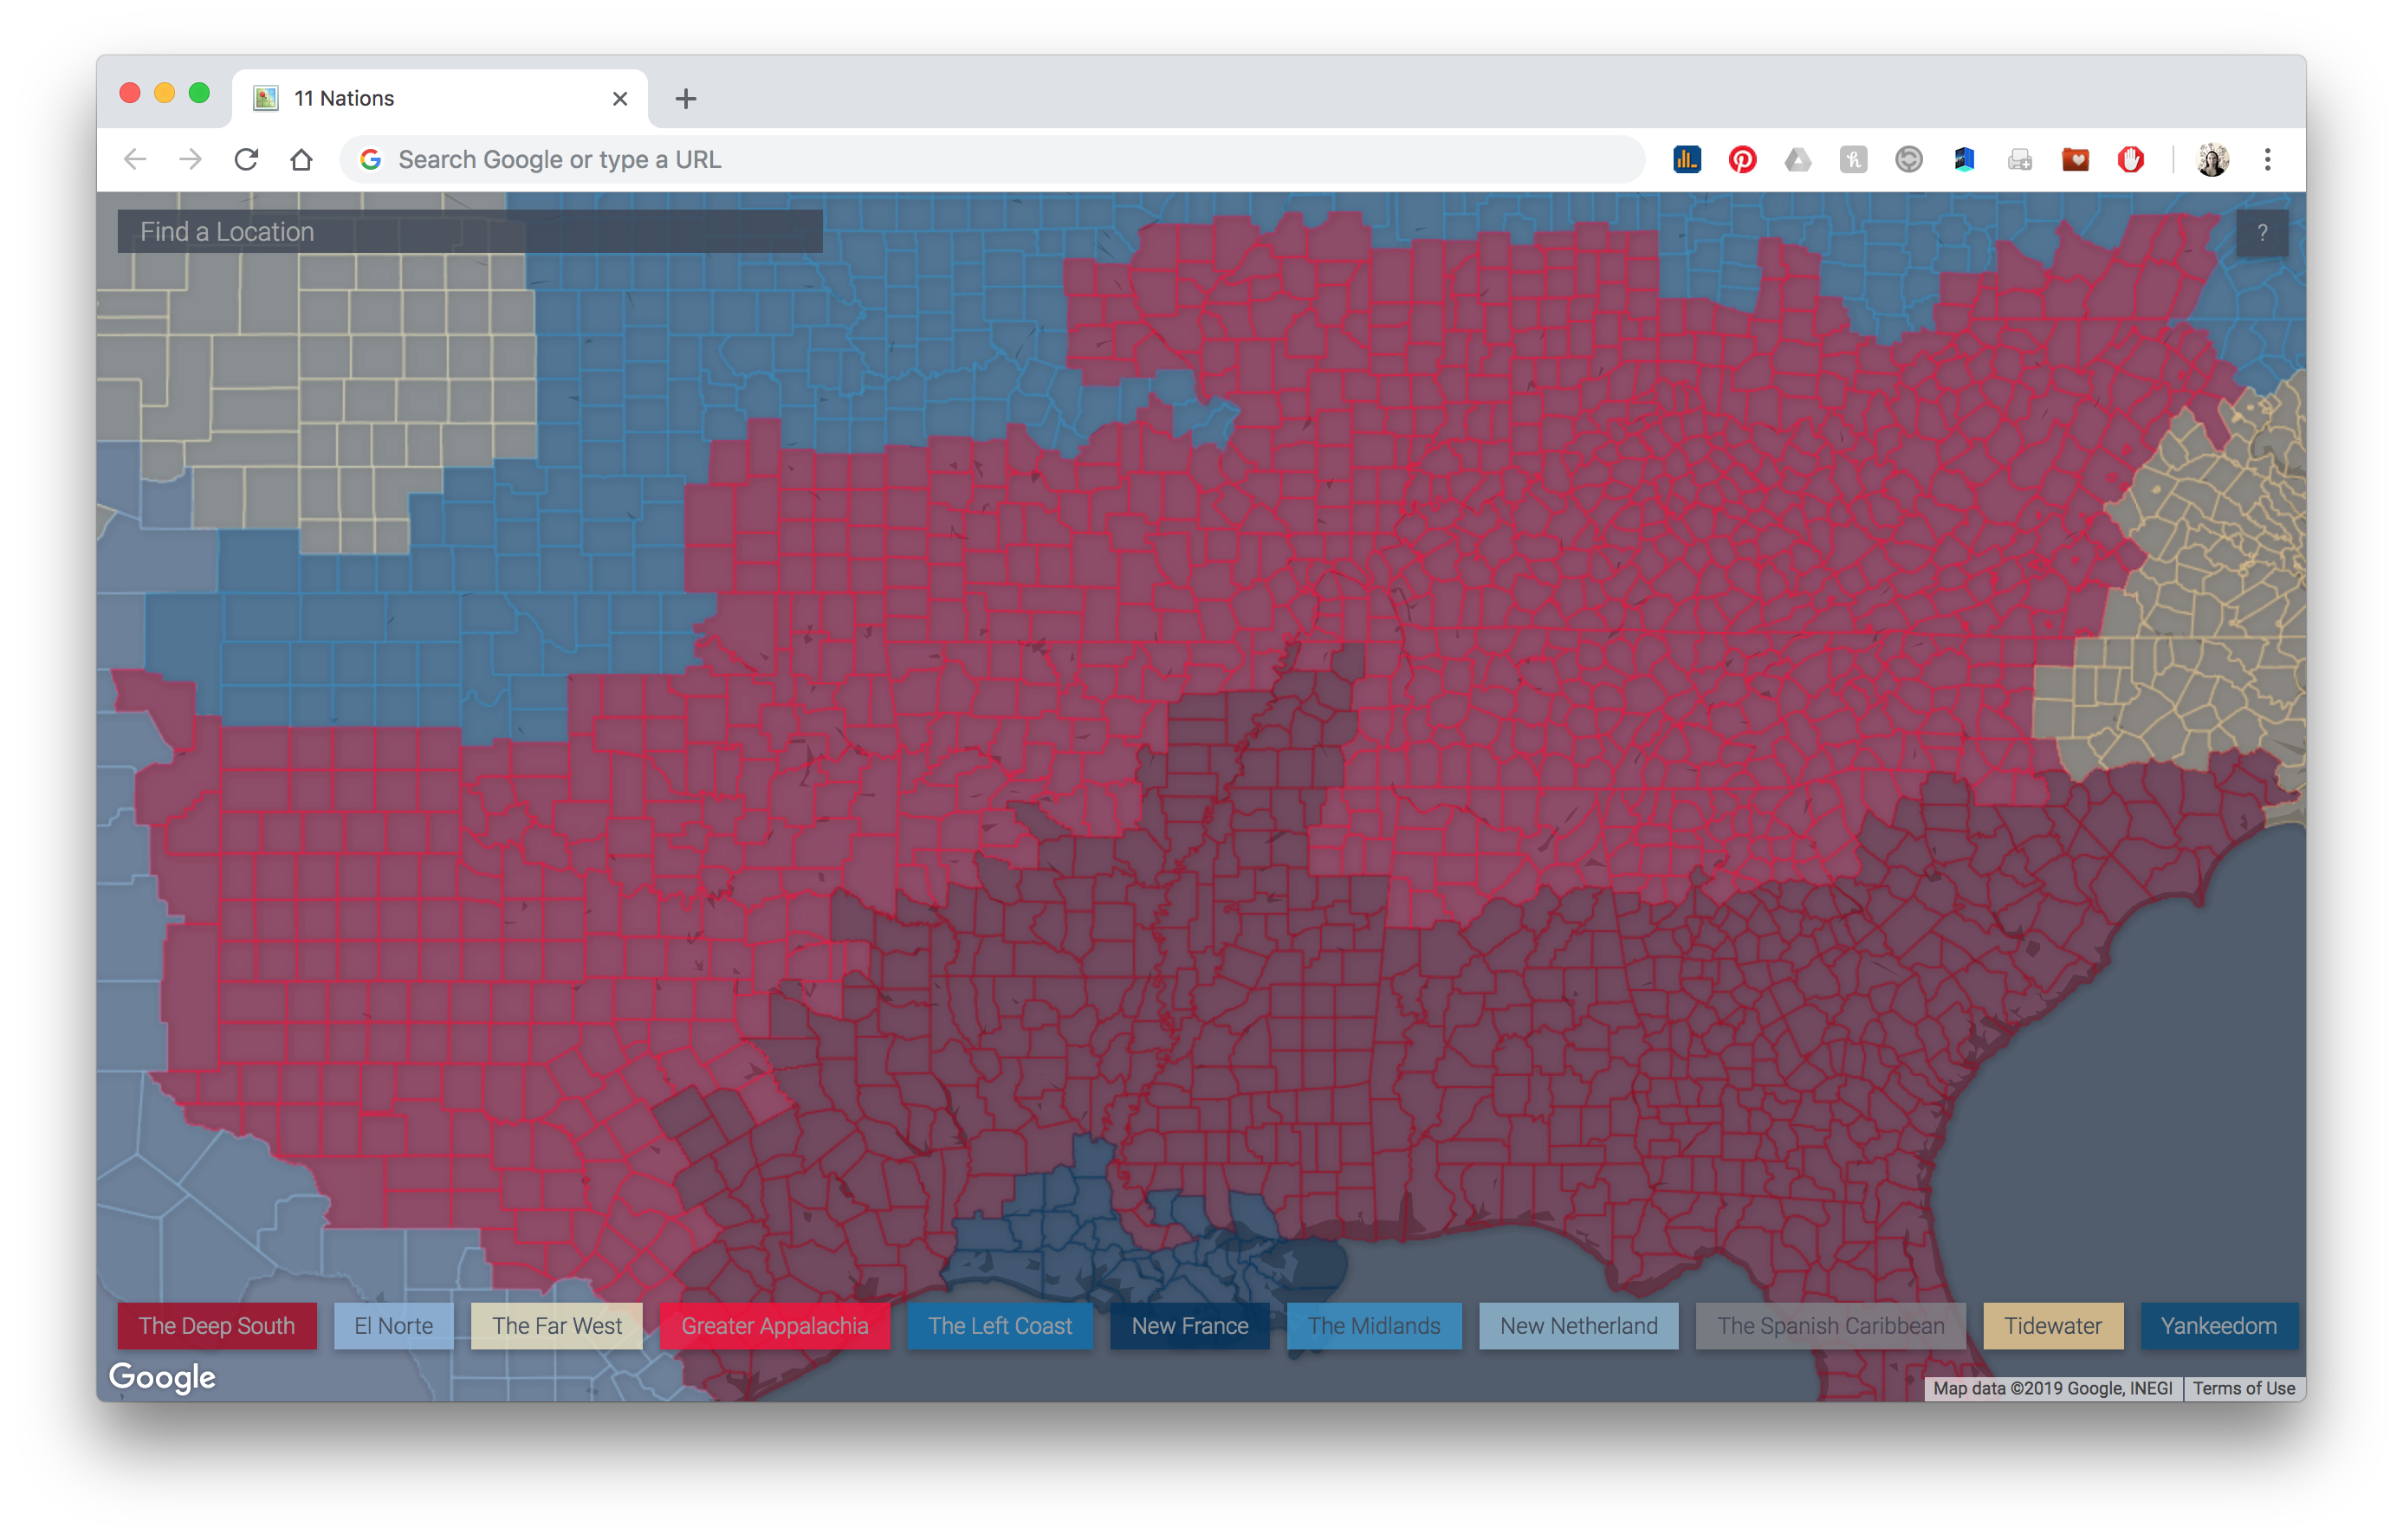 11 Nations
Search Google or type a URL
Find a Location
?
The Deep South
El Norte
The Far West
Greater Appalachia
The Left Coast
New France
The Midlands
New Netherland
The Spanish Caribbean
Tidewater
Yankeedom
Google
Map data ©2019 Google, INEGI
Terms of Use